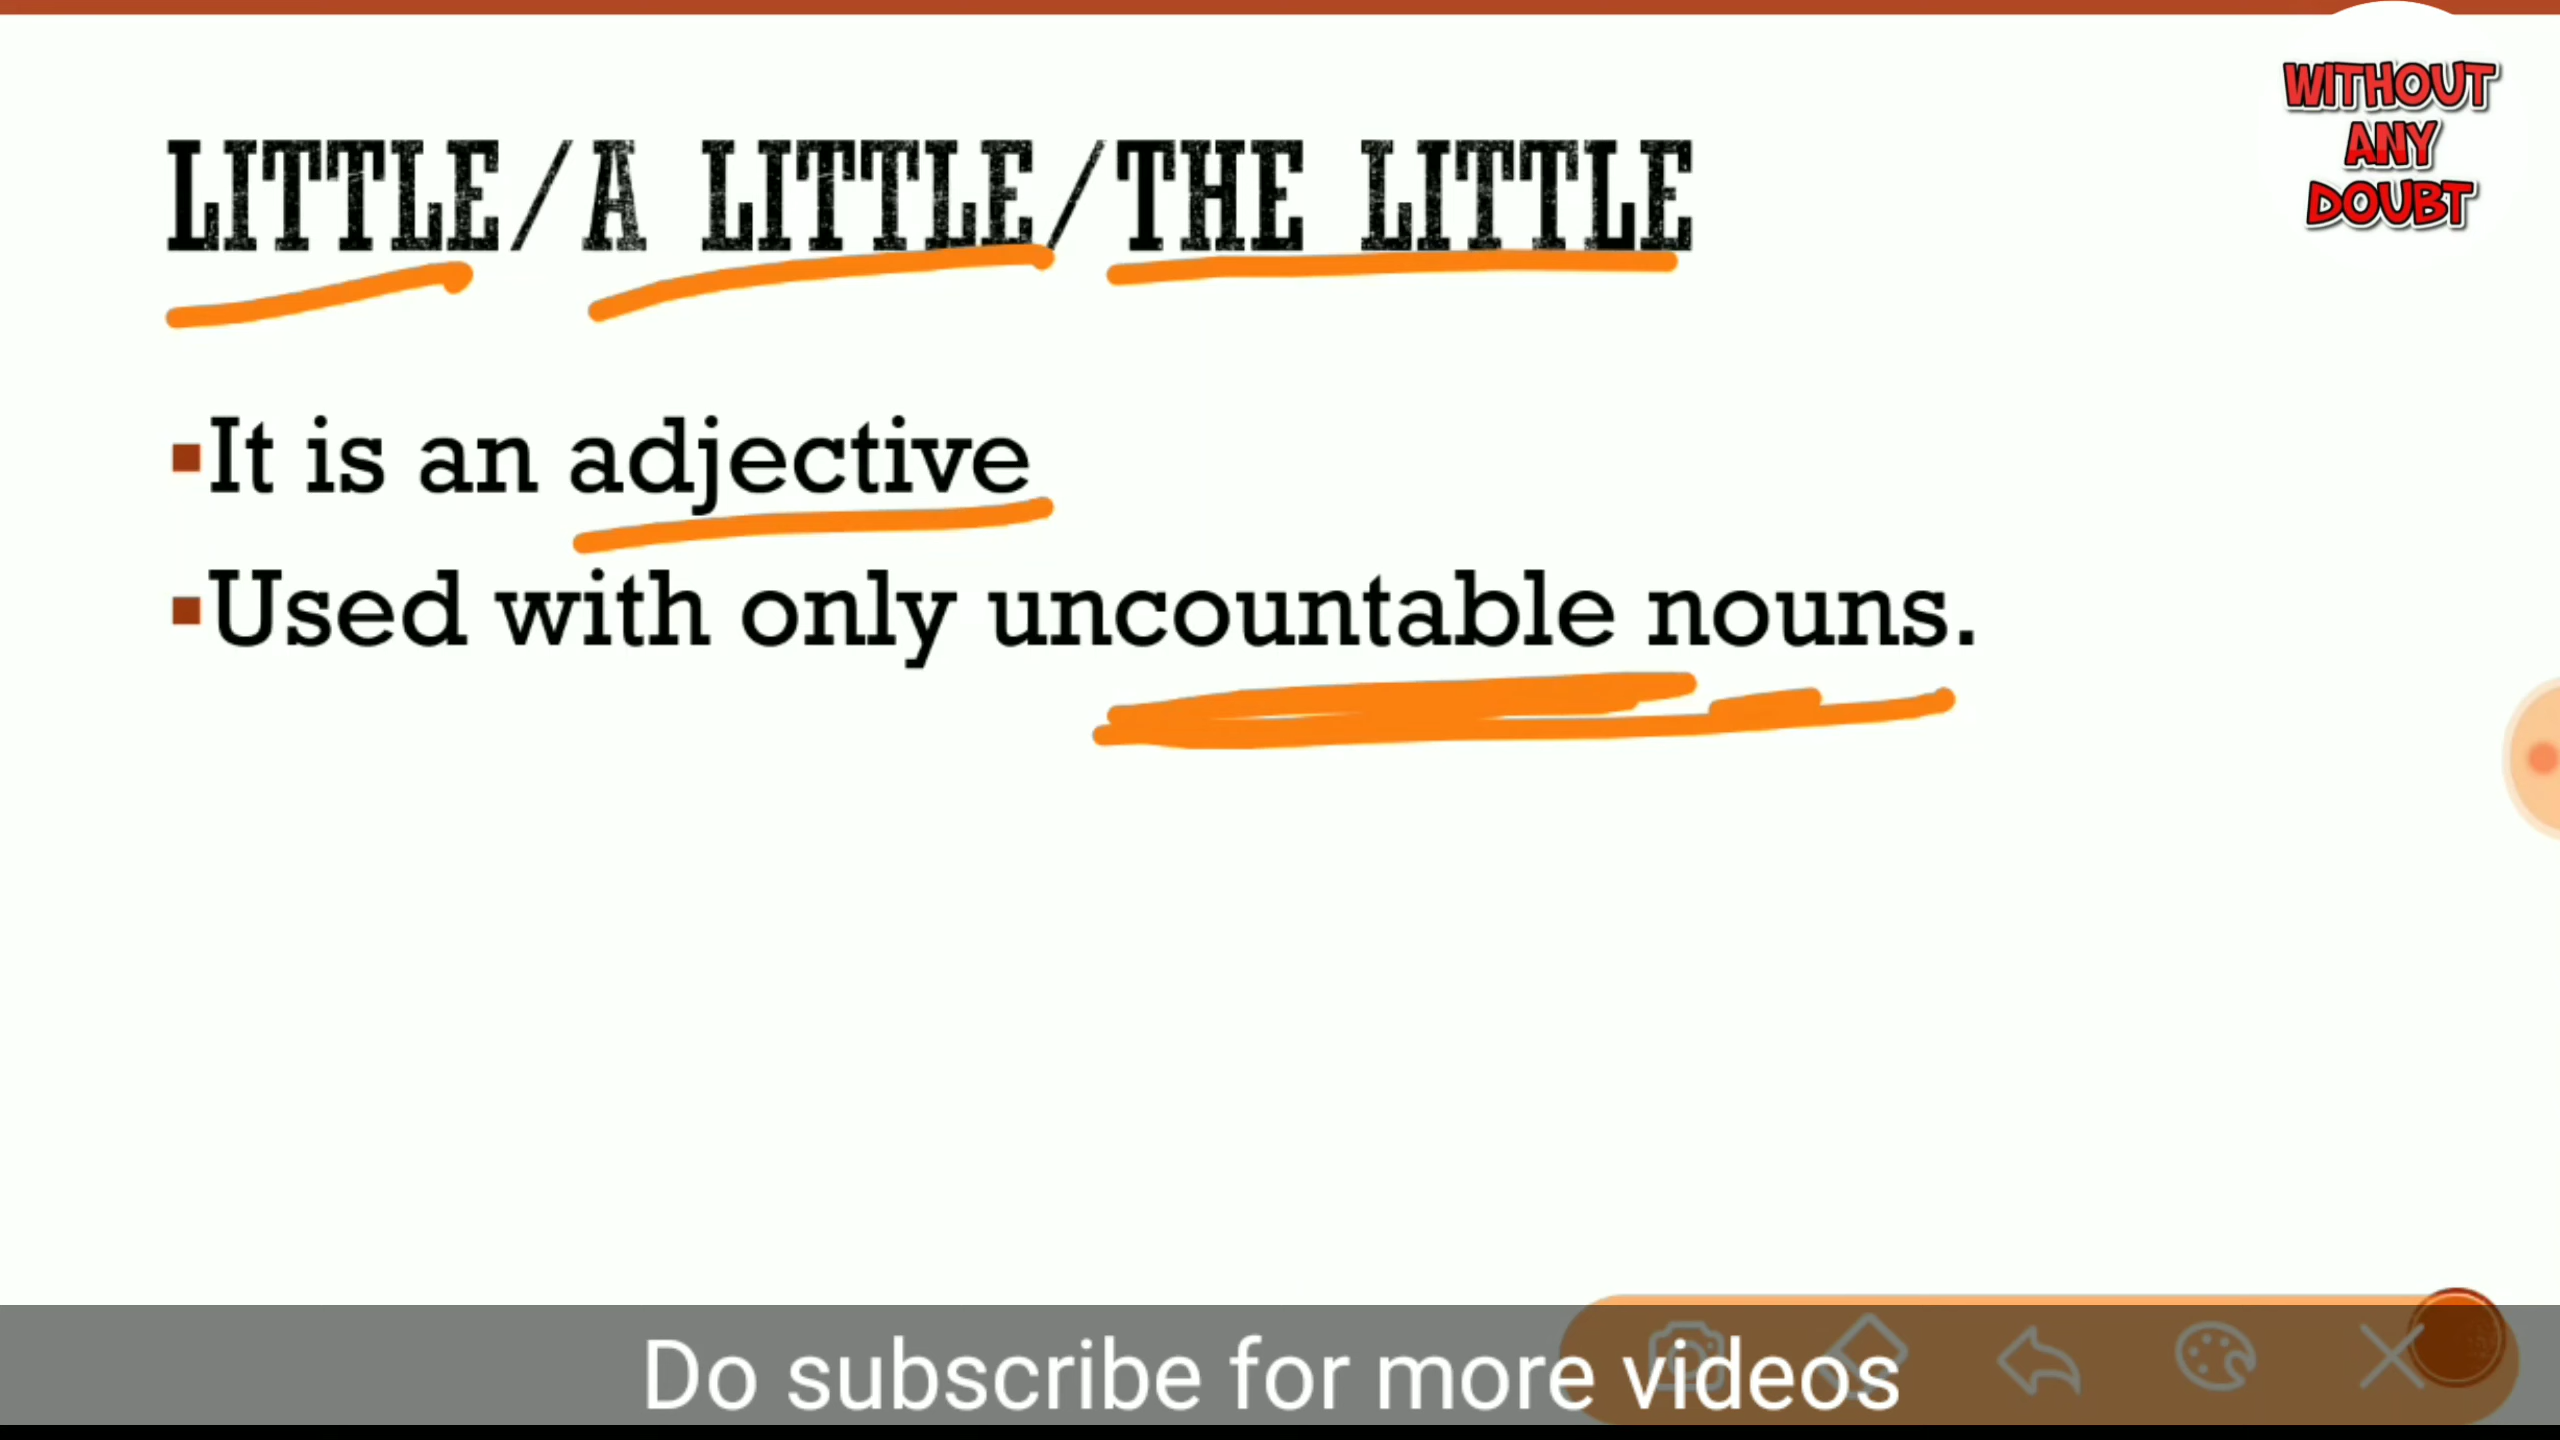 WITHOUT
ANY
DOUBT
LITTLE/A LITTLE/THE LITTLE
▪It is an adjective
▪Used with only uncountable nouns.
Do subscribe for more videos